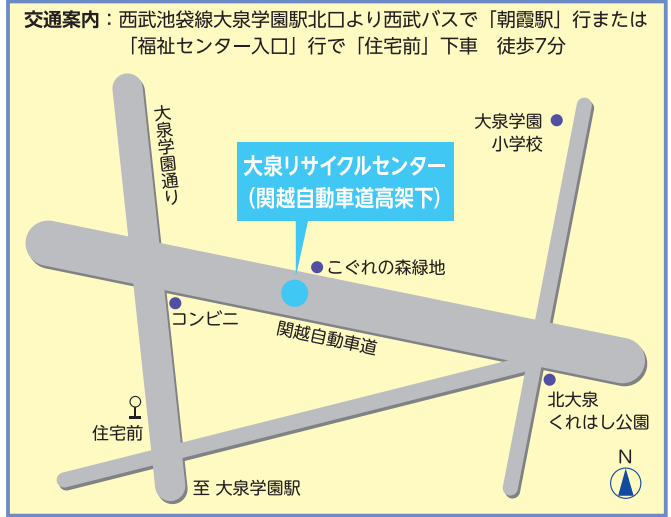 交通案内：西武池袋線大泉学園駅北口より西武バスで「朝霞駅」行または
「福祉センター入口」行で「住宅前」下車　徒歩7分
大泉学園通り
大泉学園
小学校
大泉リサイクルセンター
（関越自動車道高架下）
こぐれの森緑地
コンビニ
関越自動車道
北大泉
くれはし公園
住宅前
至 大泉学園駅
N